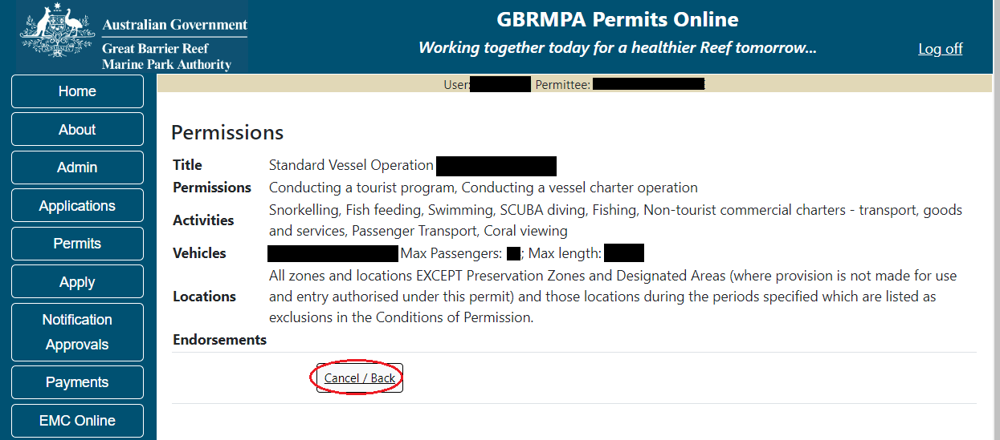 Australian Government
Great Barrier Reef
Marine Park Authority
GBRMPA Permits Online
Working together today for a healthier Reef tomorrow...
Log off
Home
About
Admin
Applications
Permits
Apply
Notification
Approvals
Payments
EMC Online
User: Permittee:
Permissions
Title Standard Vessel Operation
Permissions Conducting a tourist program, Conducting a vessel charter operation
Activities Snorkelling, Fish feeding, Swimming, SCUBA diving, Fishing, Non-tourist commercial charters - transport, goods
and services, Passenger Transport, Coral viewing
Vehicles Max Passengers: ; Max length:
Locations All zones and locations EXCEPT Preservation Zones and Designated Areas (where provision is not made for use
and entry authorised under this permit) and those locations during the periods specified which are listed as
exclusions in the Conditions of Permission.
Endorsements
Cancel / Back